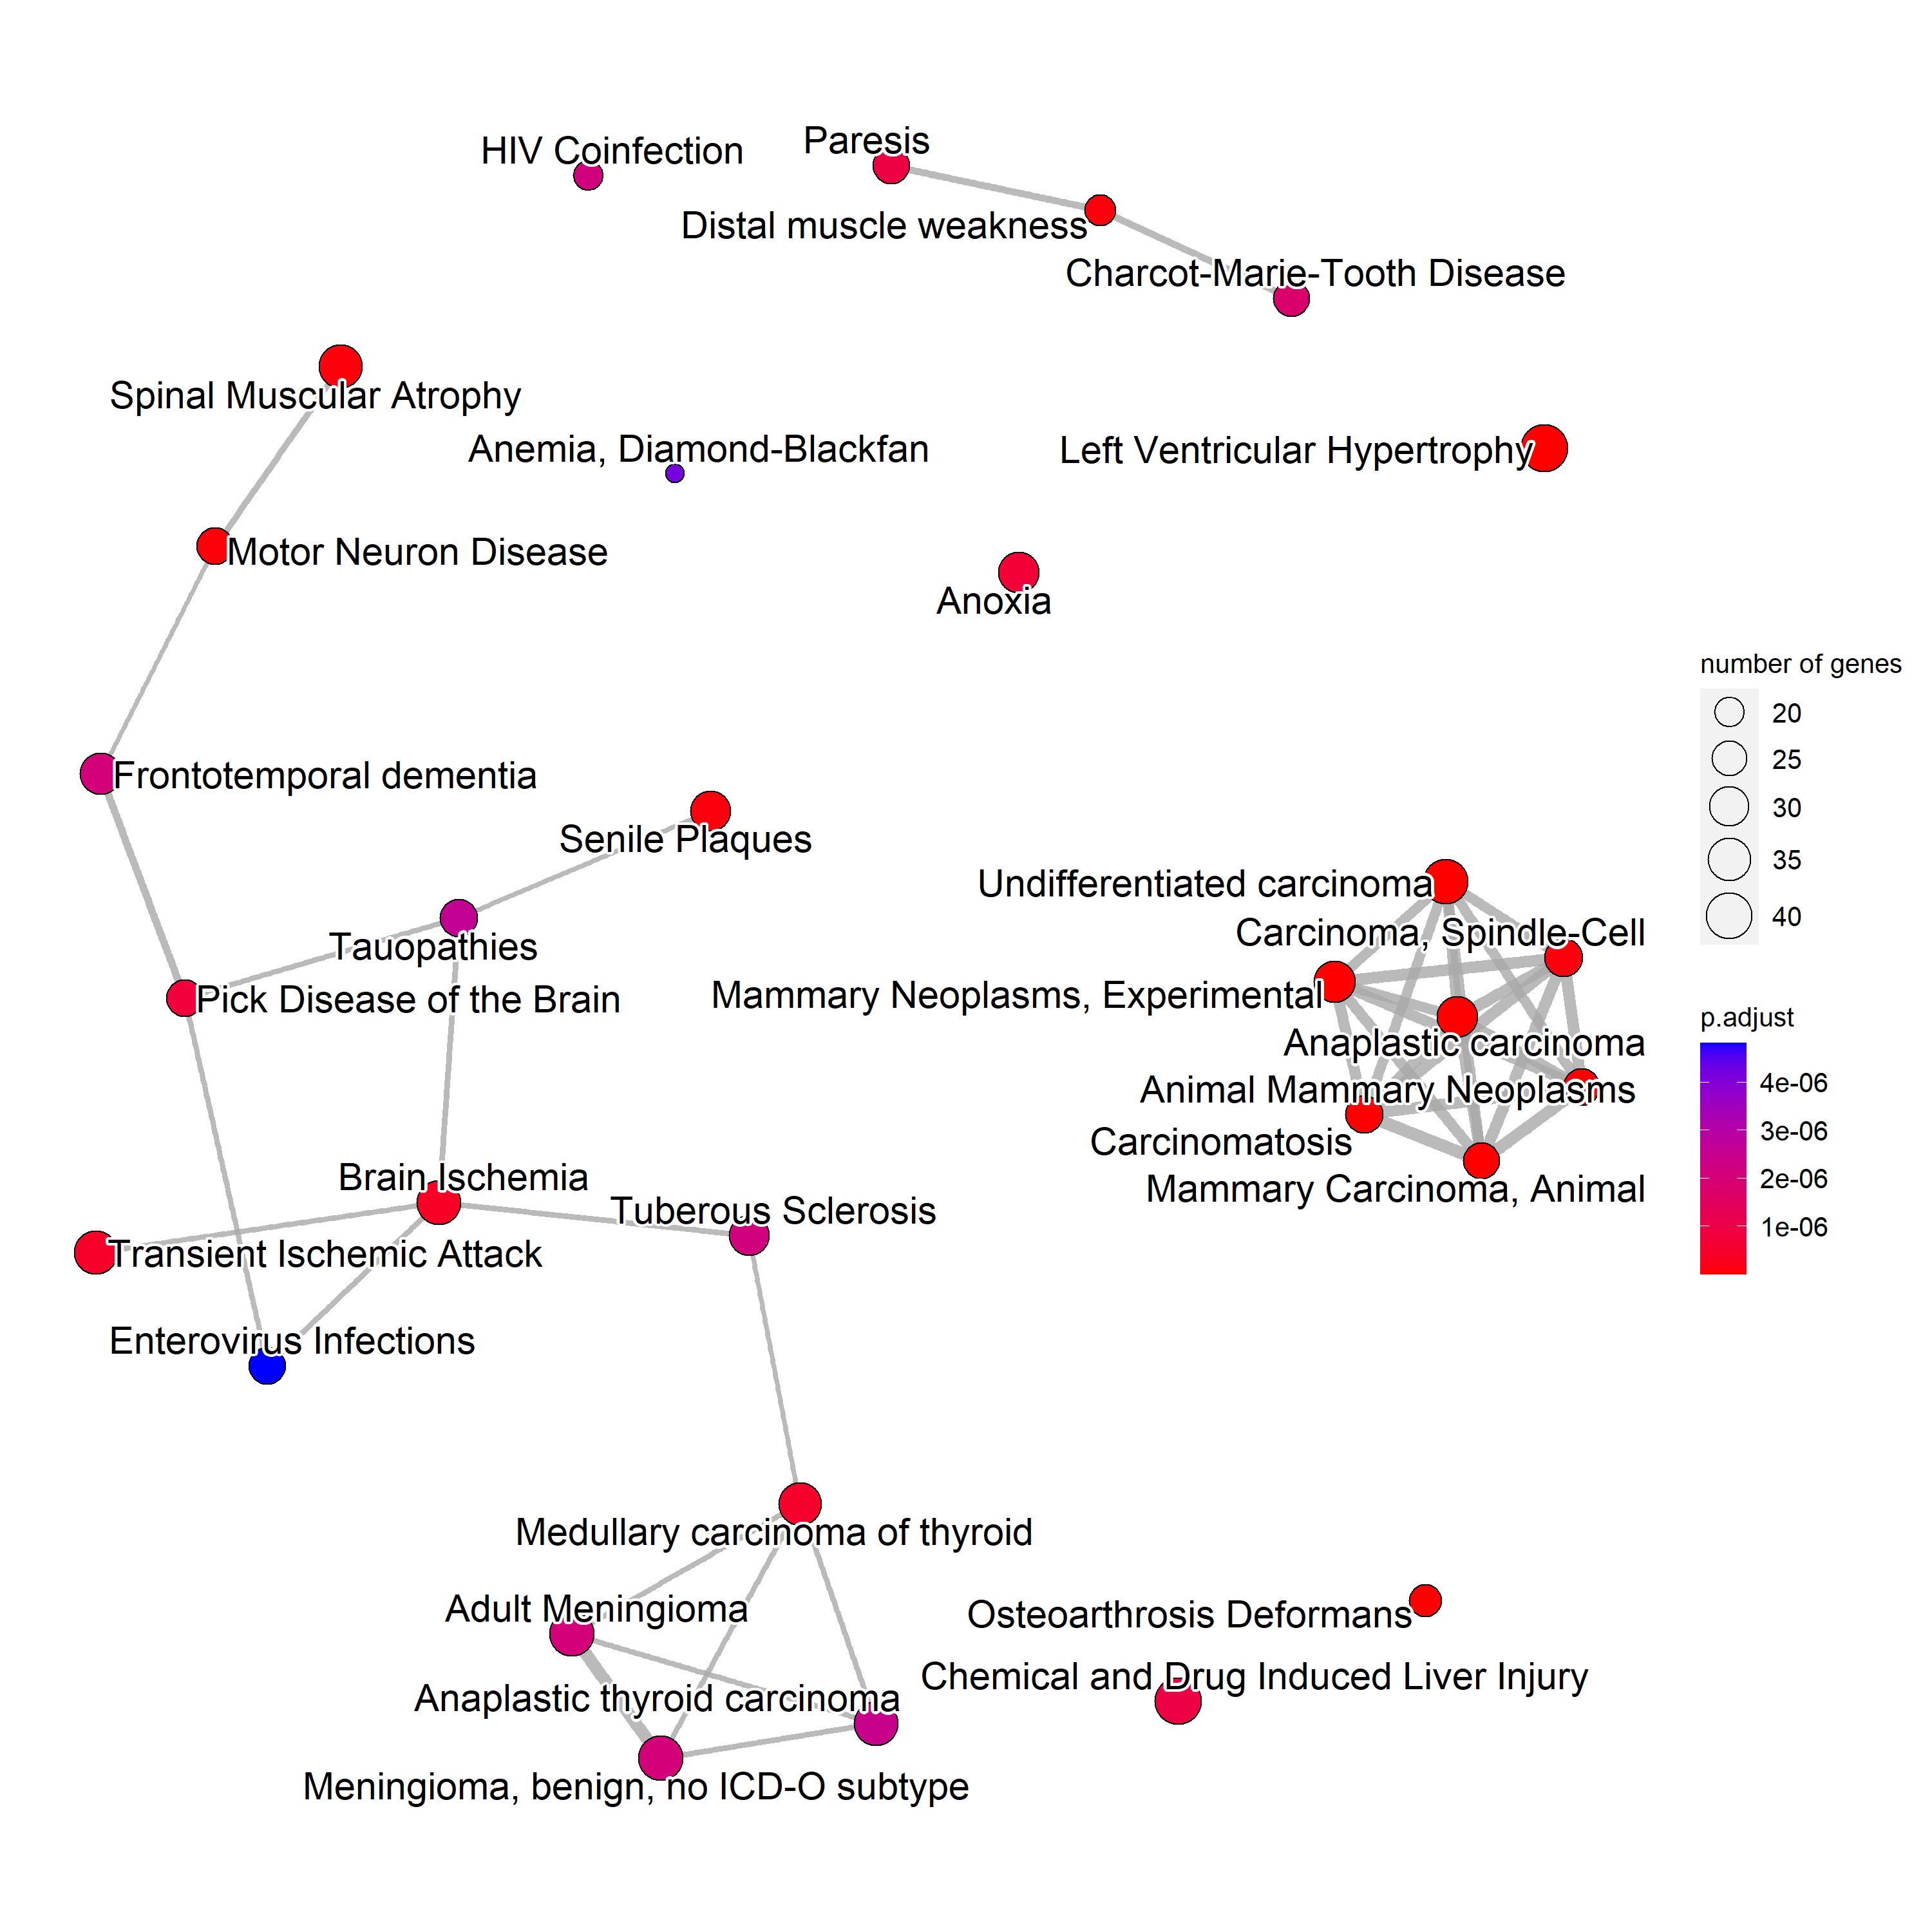 HIV Coinfection
Paresis
Distal muscle weakness
Charcot-Marie-Tooth Disease
Spinal Muscular Atrophy
Anemia, Diamond-Blackfan
Left Ventricular Hypertrophy
Motor Neuron Disease
Anoxia
Frontotemporal dementia
Senile Plaques
Tauopathies
Pick Disease of the Brain
Undifferentiated carcinoma
Carcinoma, Spindle-Cell
Mammary Neoplasms, Experimental
Anaplastic carcinoma
Animal Mammary Neoplasms
Carcinomatosis
Mammary Carcinoma, Animal
Brain Ischemia
Tuberous Sclerosis
Transient Ischemic Attack
Enterovirus Infections
Medullary carcinoma of thyroid
Adult Meningioma
Anaplastic thyroid carcinoma
Meningioma, benign, no ICD-O subtype
Osteoarthrosis Deformans
Chemical and Drug Induced Liver Injury
number of genes
20
25
30
35
40
p.adjust
4e-06
3e-06
2e-06
1e-06